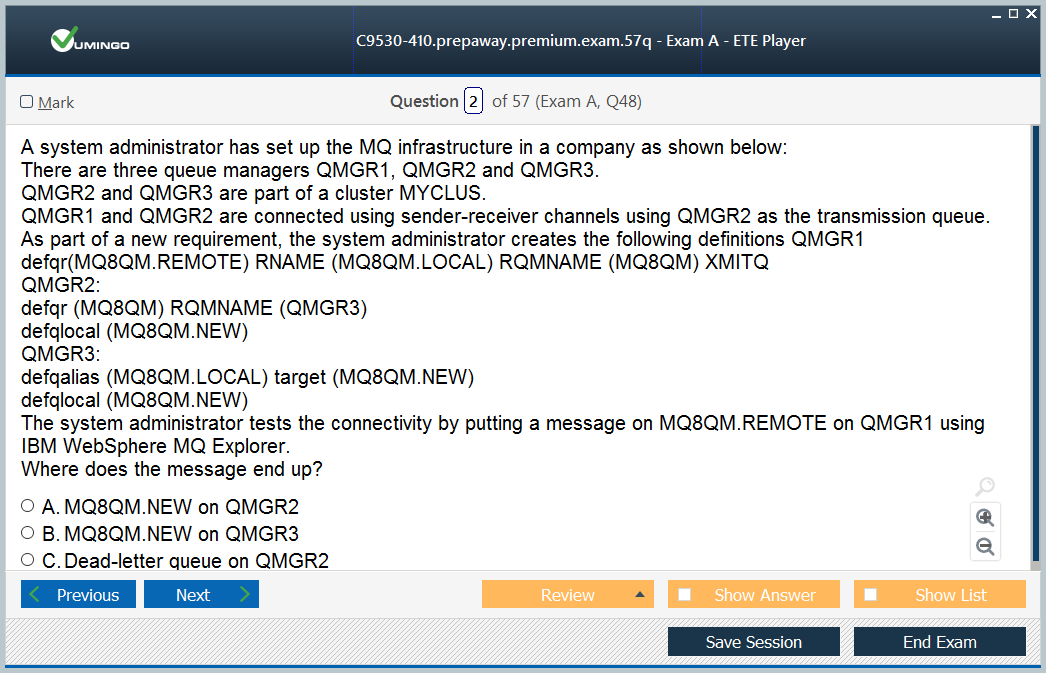 VUMINGO
C9530-410.prepaway.premium.exam.57q - Exam A - ETE Player
Mark
Question 2 of 57 (Exam A, Q48)
A system administrator has set up the MQ infrastructure in a company as shown below:
There are three queue managers QMGR1, QMGR2 and QMGR3.
QMGR2 and QMGR3 are part of a cluster MYCLUS.
QMGR1 and QMGR2 are connected using sender-receiver channels using QMGR2 as the transmission queue.
As part of a new requirement, the system administrator creates the following definitions QMGR1
defqr(MQ8QM.REMOTE) RNAME (MQ8QM.LOCAL) RQMNAME (MQ8QM) XMITQ
QMGR2:
defqr (MQ8QM) RQMNAME (QMGR3)
defqlocal (MQ8QM.NEW)
QMGR3:
defqalias (MQ8QM.LOCAL) target (MQ8QM.NEW)
defqlocal (MQ8QM.NEW)
The system administrator tests the connectivity by putting a message on MQ8QM.REMOTE on QMGR1 using
IBM WebSphere MQ Explorer.
Where does the message end up?
A. MQ8QM.NEW on QMGR2
B. MQ8QM.NEW on QMGR3
C. Dead-letter queue on QMGR2
Previous
Next
Review
Show Answer
Show List
Save Session
End Exam